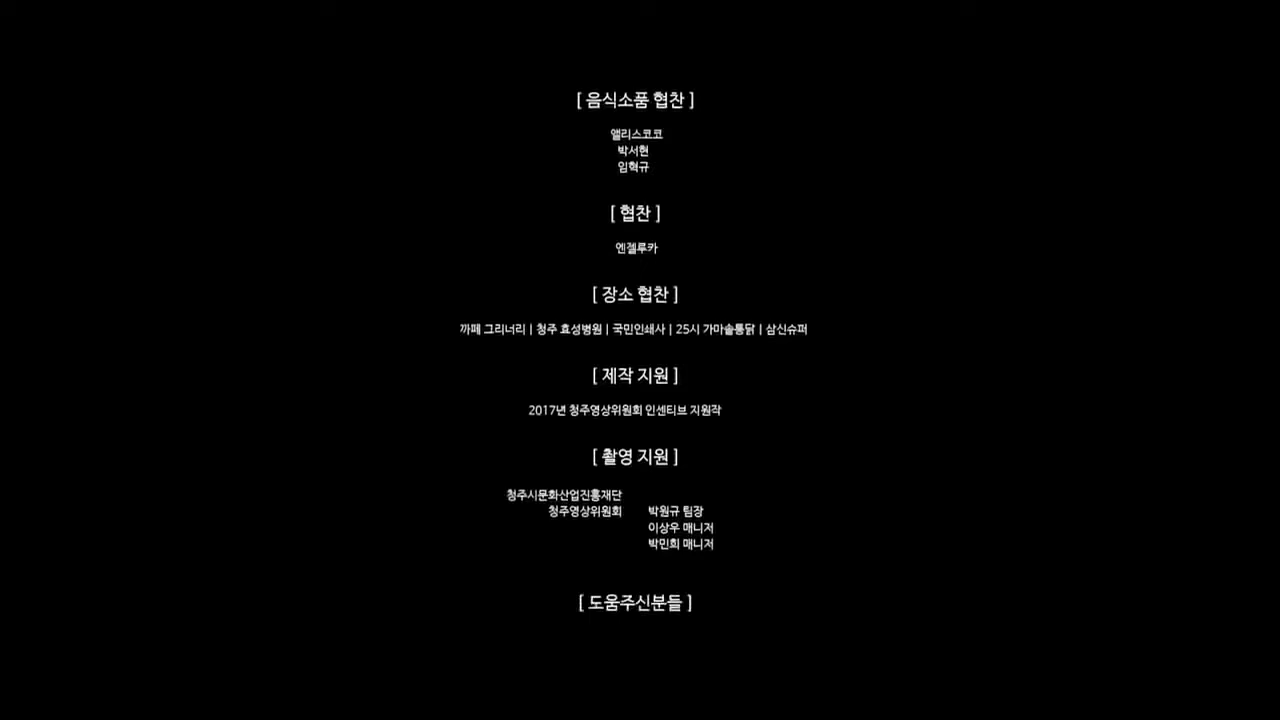 [ 음식소품 협찬 ]
앨리스코코
박서현
임혁규
[ 협찬 ]
엔젤루카
[ 장소 협찬 ]
까페 그리너리 | 청주 효성병원 | 국민인쇄사 | 25시 가마솥통닭 | 삼신슈퍼
[ 제작 지원 ]
2017년 청주영상위원회 인센티브 지원작
[ 촬영 지원 ]
청주시문화산업진흥재단
청주영상위원회 박원규 팀장
이상우 매니저
박민희 매니저
[ 도움주신분들 ]